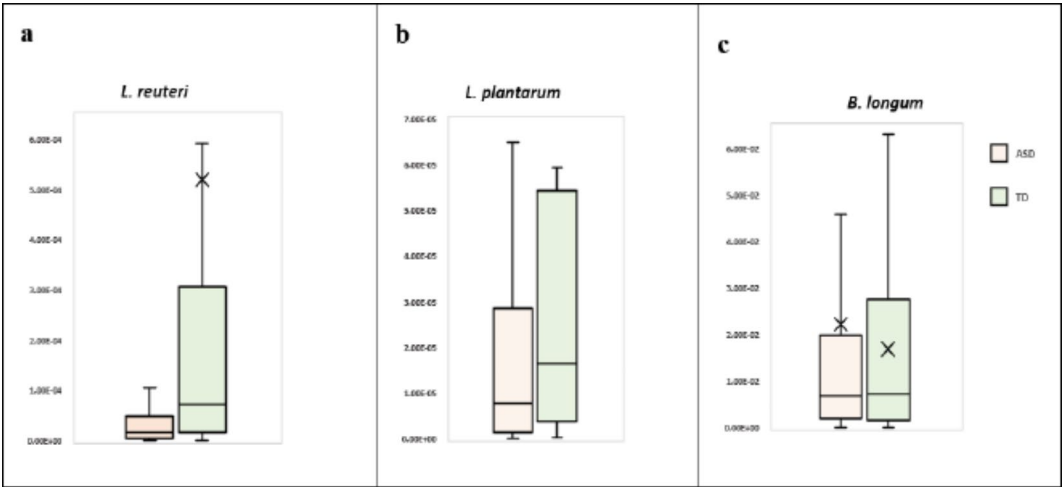 a
L. reuteri
6.00E-04
5.00E-04
4.00E-04
3.00E-04
2.00E-04
1.00E-04
0.00E+00
b
L. plantarum
7.00E-05
6.00E-05
5.00E-05
4.00E-05
3.00E-05
2.00E-05
1.00E-05
0.00E+00
c
B. longum
6.00E-02
5.00E-02
4.00E-02
3.00E-02
2.00E-02
1.00E-02
0.00E+00
ASD
TD